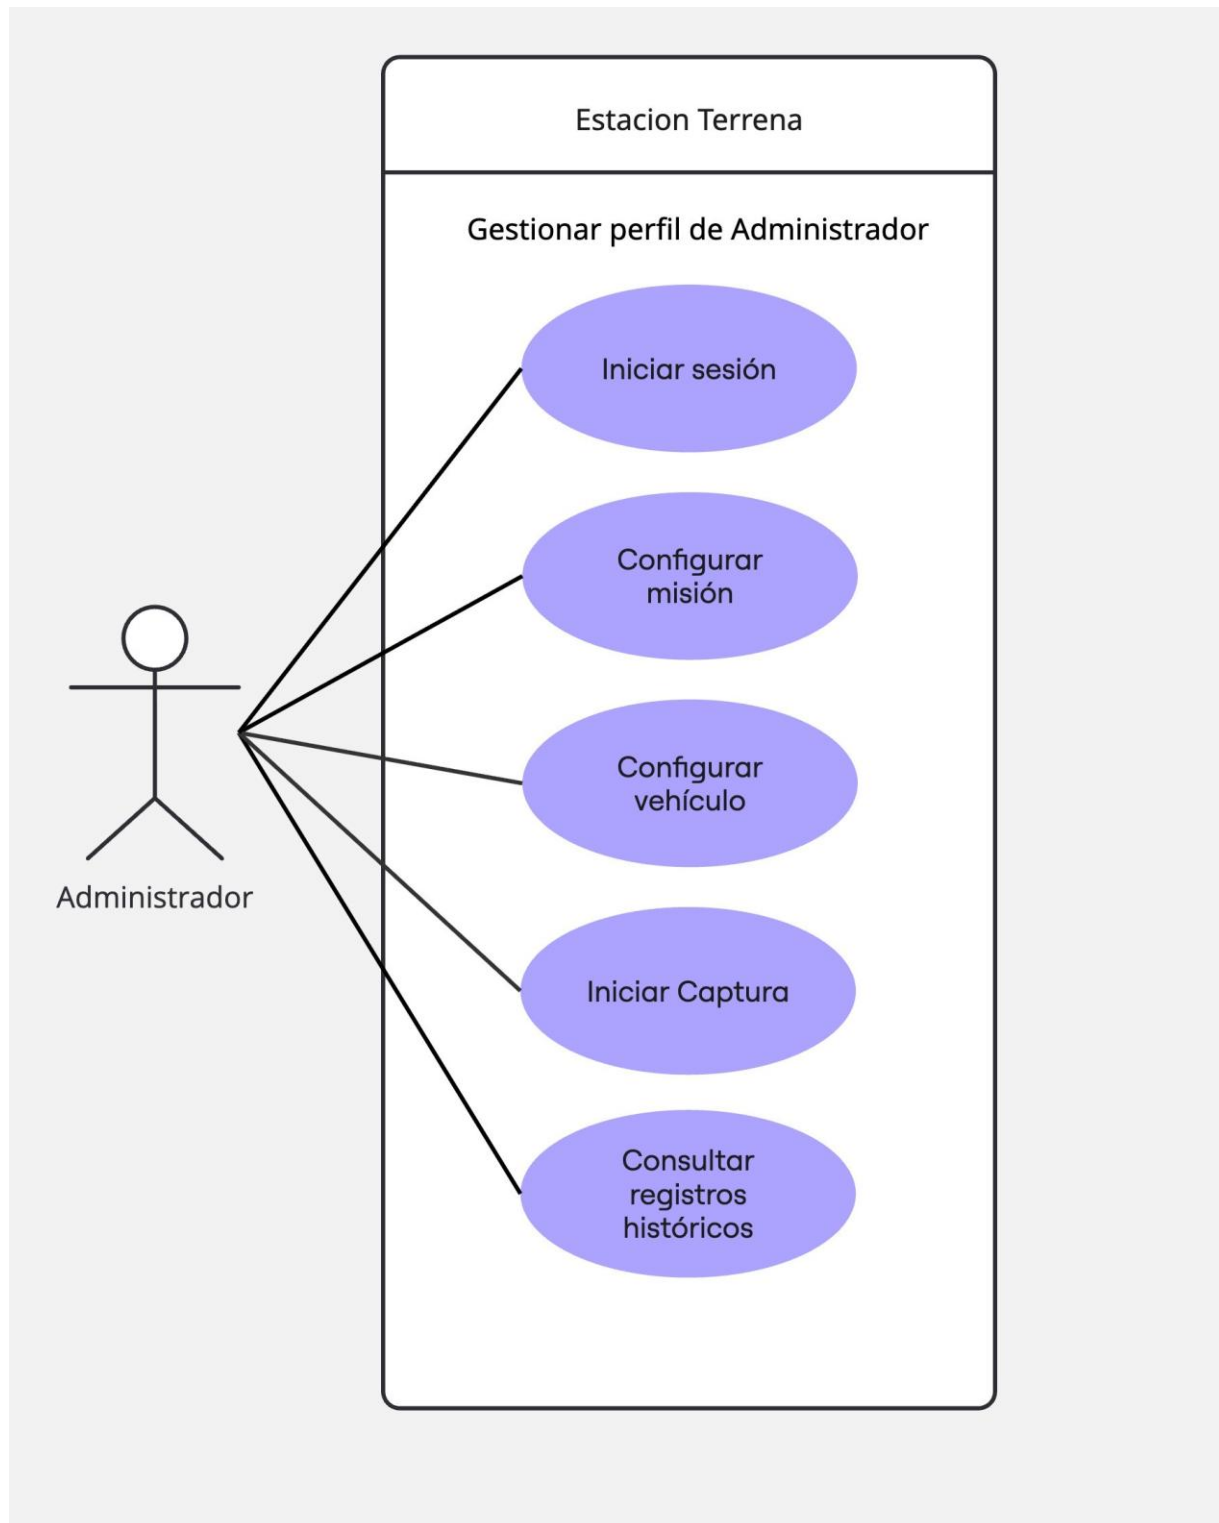 Estacion Terrena
Gestionar perfil de Administrador
Iniciar sesión
Configurar
misión
Configurar
vehículo
Administrador
Iniciar Captura
Consultar
registros
históricos